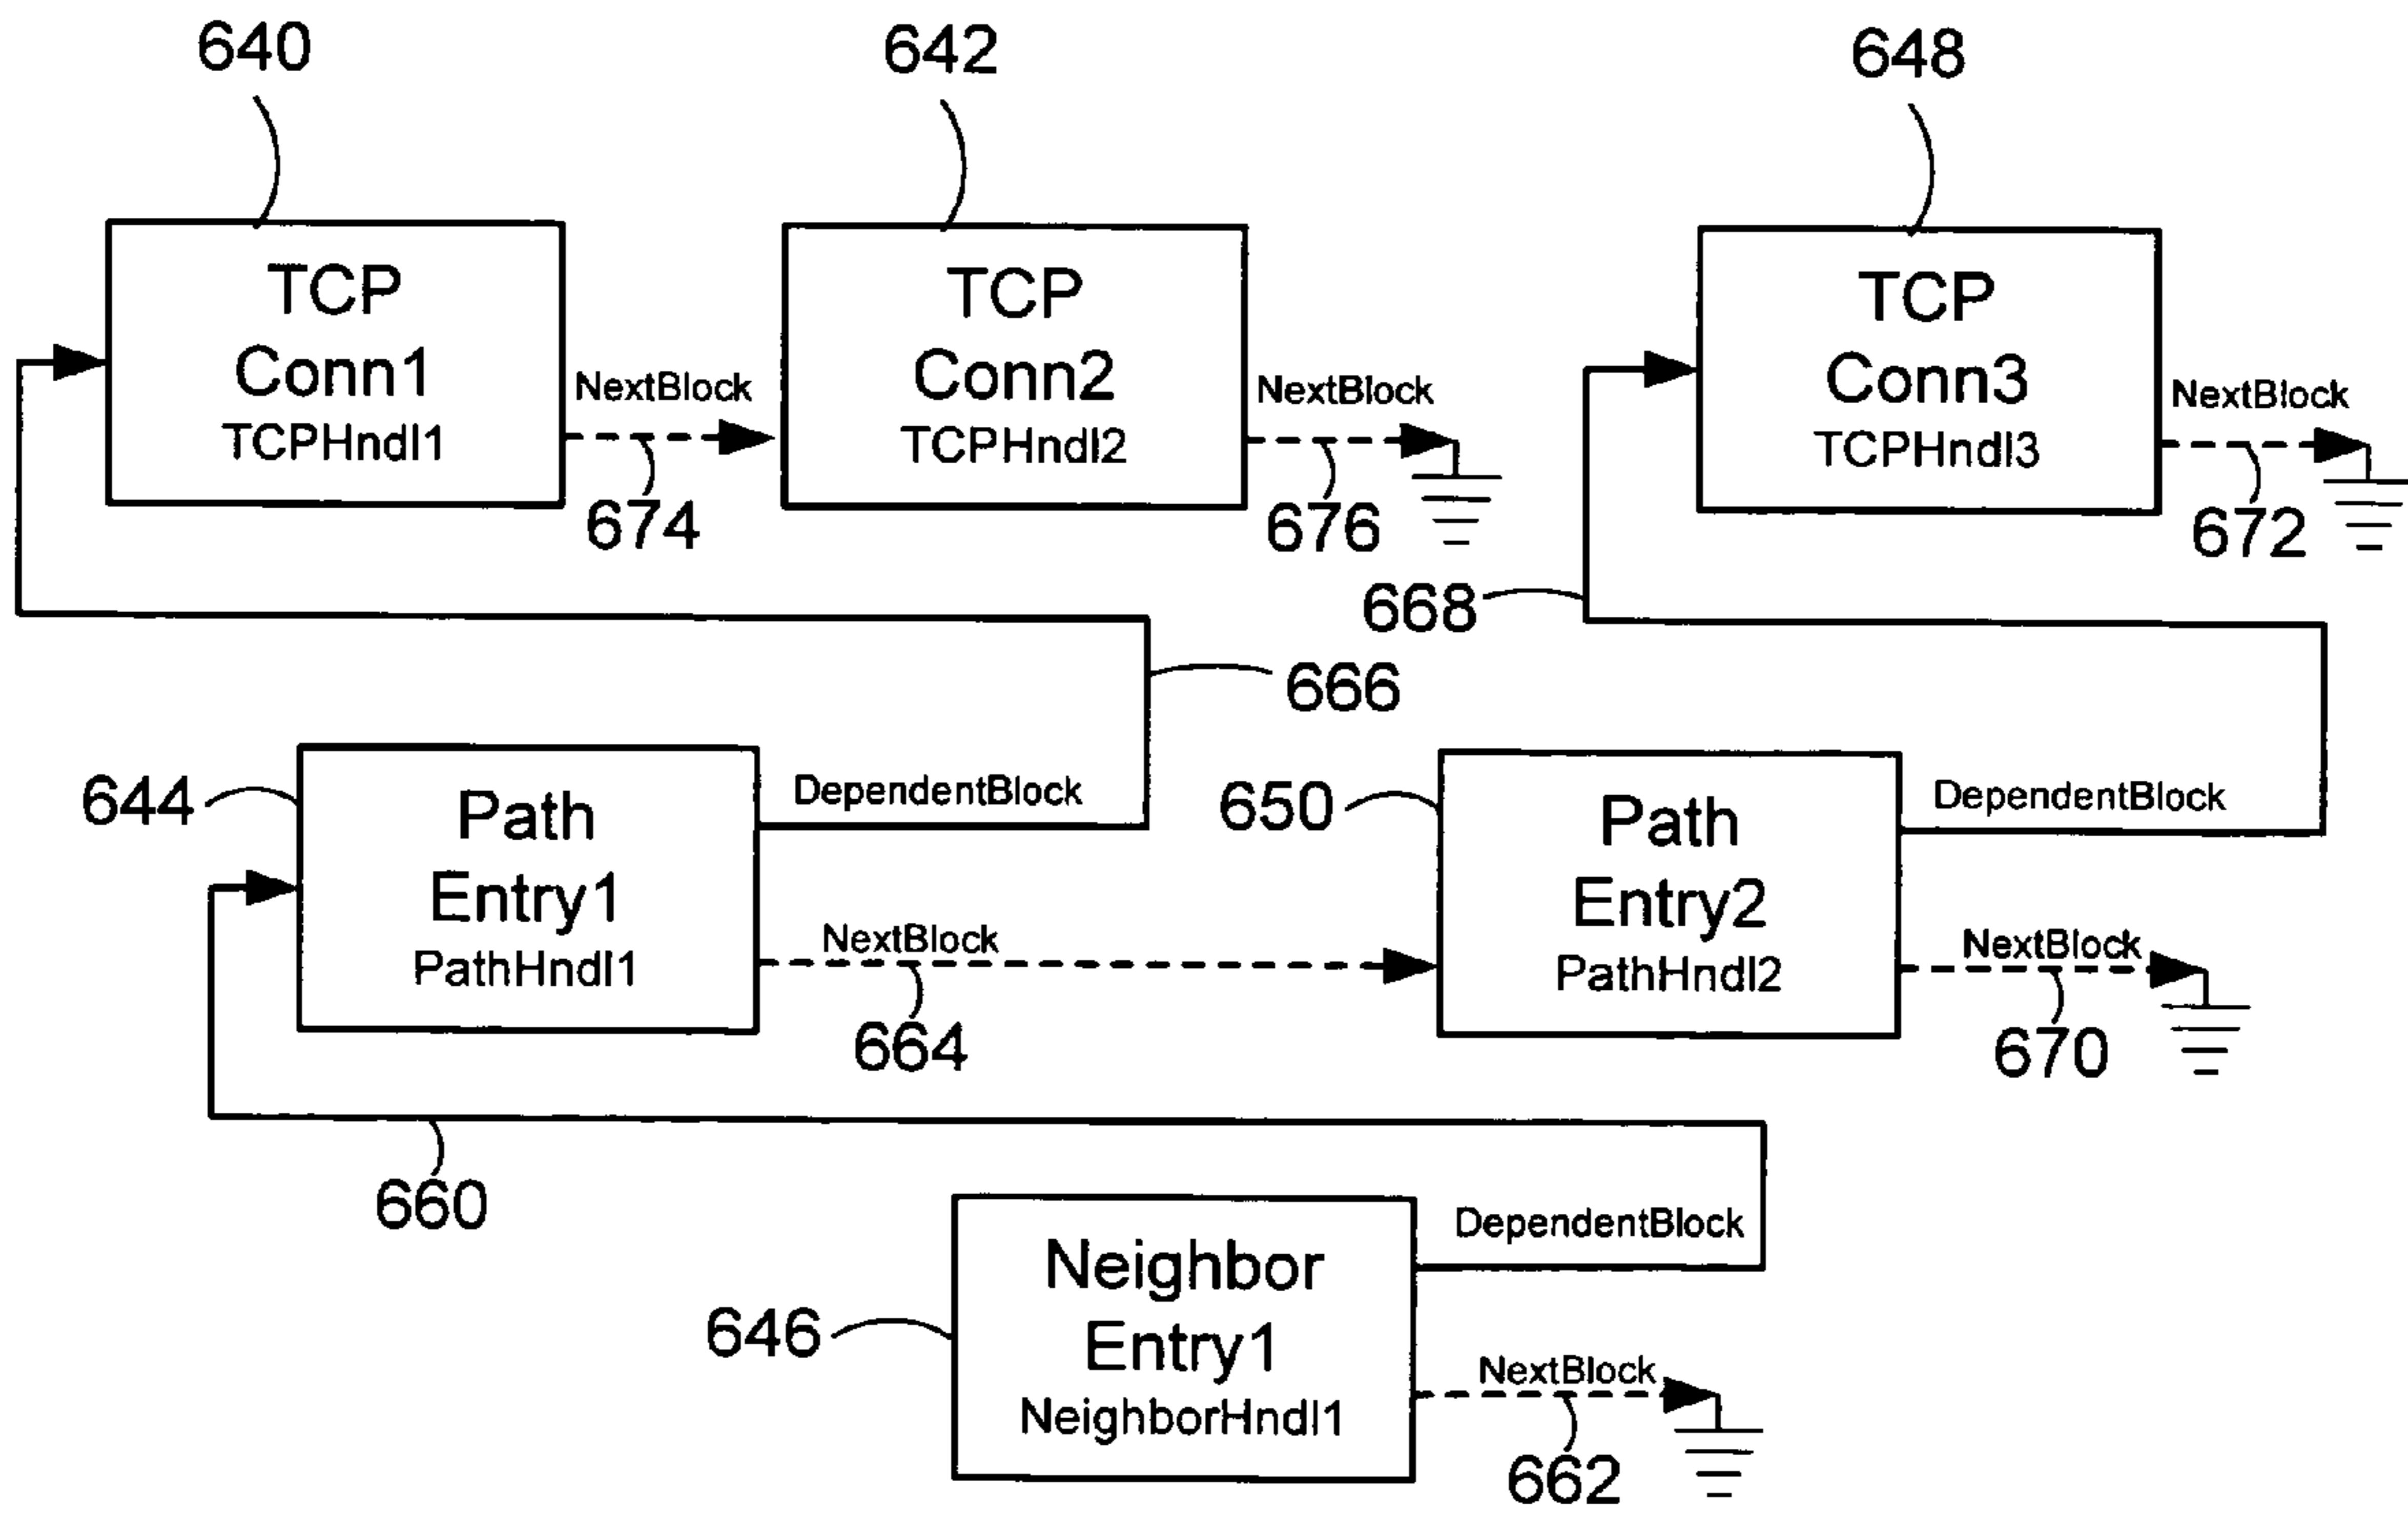 640
642
648
TCP
Conn1
TCPHndl1
NextBlock
674
TCP
Conn2
TCPHndl2
NextBlock
676
TCP
Conn3
TCPHndl3
NextBlock
672
668
666
644
Path
Entry1
PathHndl1
DependentBlock
NextBlock
664
650
Path
Entry2
PathHndl2
DependentBlock
NextBlock
670
660
646
Neighbor
Entry1
NeighborHndl1
DependentBlock
NextBlock
662